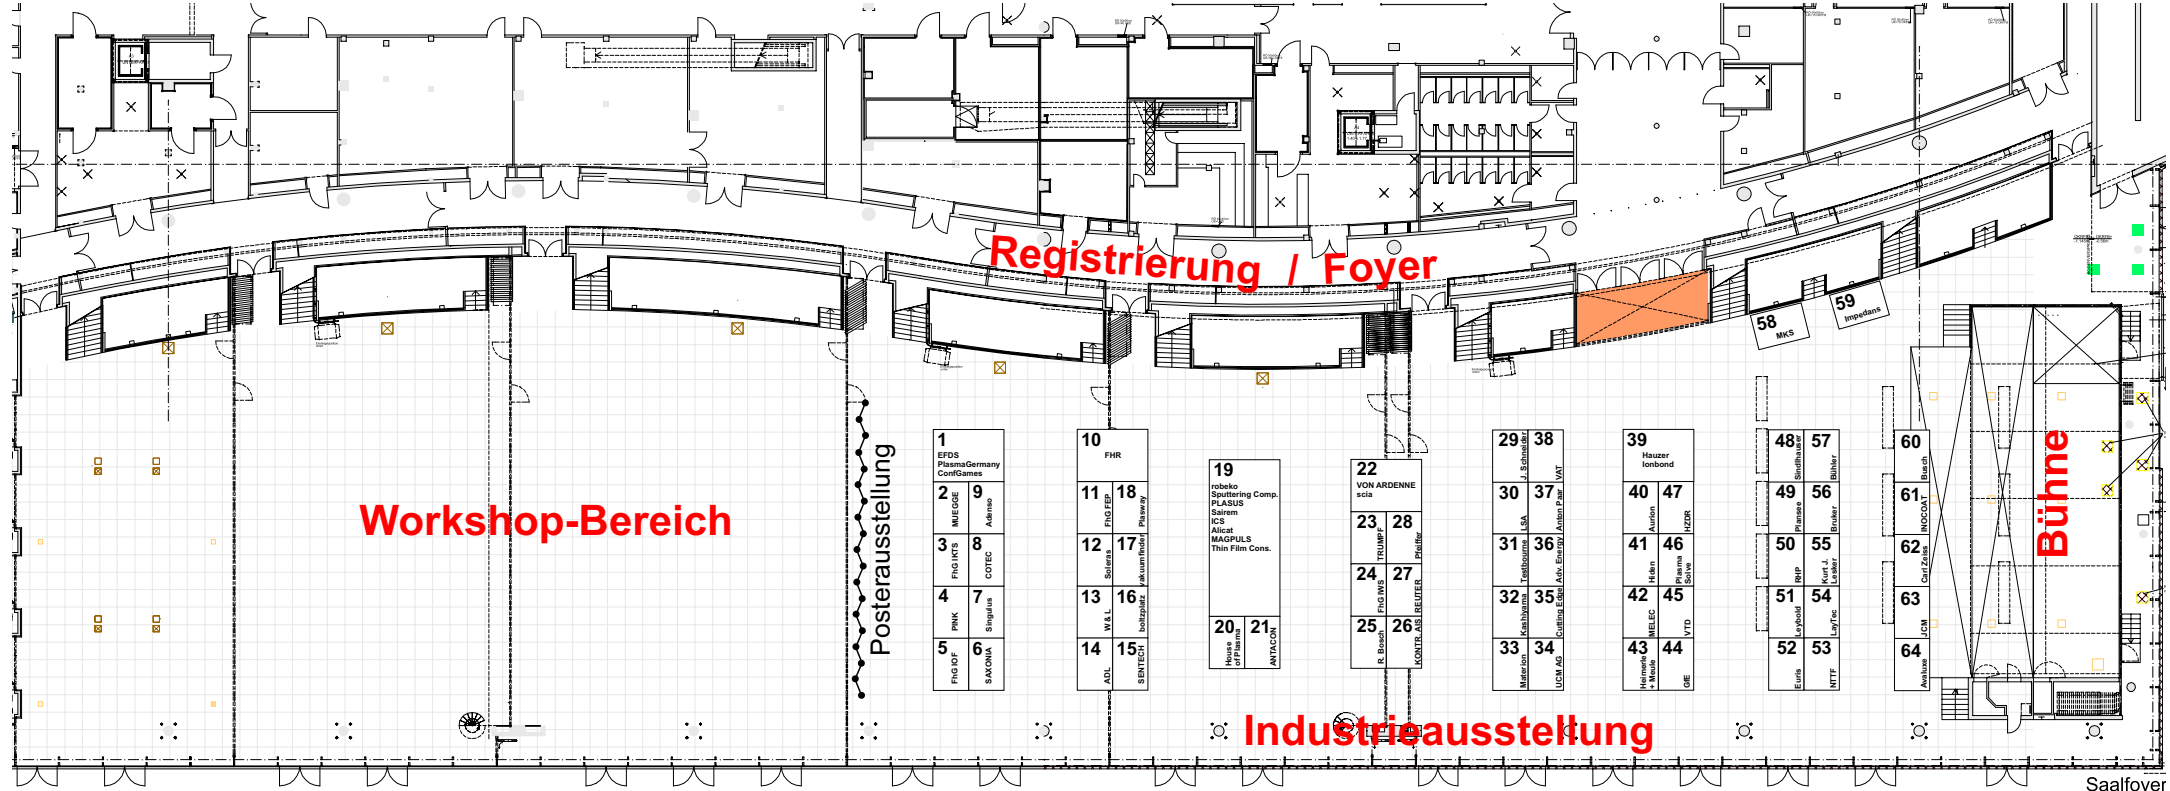 Registrierung / Foyer
Workshop-Bereich
Posterausstellung
Industrieausstellung
Bühne
Saalfoyer
1
EFDS
PlasmaGermany
ConfGames
2
MUEGGE
9
Adenso
3
FhG IKTS
8
COTEC
4
PINK
7
Singulus
5
FhG IOF
6
SAXONIA
10
FHR
11
FhG FEP
18
Plasway
12
Soleras
17
vakuumfinder
13
W & L
16
boltzplatz
14
ADL
15
SENTECH
19
robeko
Sputtering Comp.
PLASUS
Sairem
ICS
Alicat
MAGPULS
Thin Film Cons.
20
House
of Plasma
21
ANTACON
22
VON ARDENNE
scia
23
TRUMPF
28
Pfeiffer
24
FhG IWS
27
REUTER
25
R. Bosch
26
KONTR. AIS
29
J. Schneider
38
VAT
30
LSA
37
Anton Paar
31
Testbourne
36
Adv. Energy
32
Kashiyama
35
Cutting Edge
33
Materion
34
UCM AG
39
Hauzer
Ionbond
40
Aurion
47
HZDR
41
Hiden
46
Plasma
Solve
42
MELEC
45
VTD
43
Heimerle
+ Meule
44
GfE
48
Sindlhauser
57
Bühler
49
Plansee
56
Bruker
50
RHP
55
Kurt J.
Lesker
51
Leybold
54
LayTec
52
Euris
53
NTTF
58
MKS
59
Impedans
60
Busch
61
INOCOAT
62
Carl Zeiss
63
JCM
64
Avaluxe